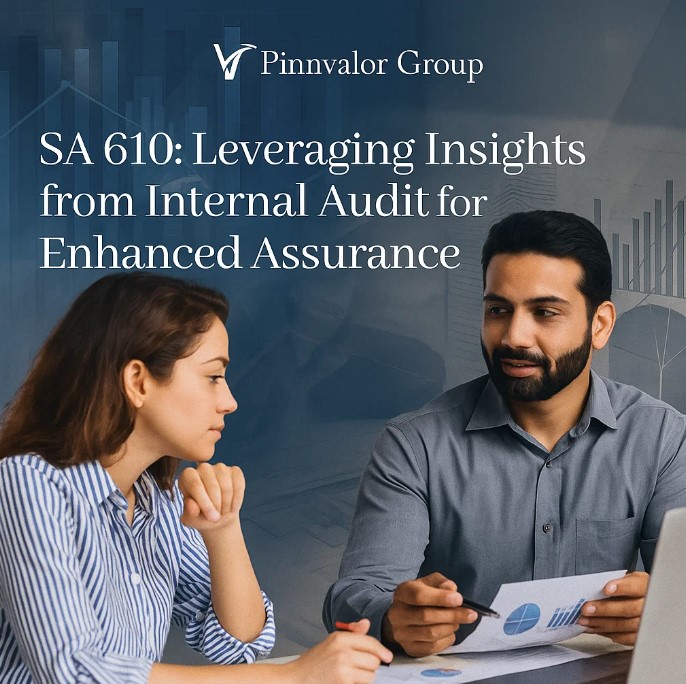 Pinnvalor Group
SA 610: Leveraging Insights
from Internal Audit for
Enhanced Assurance